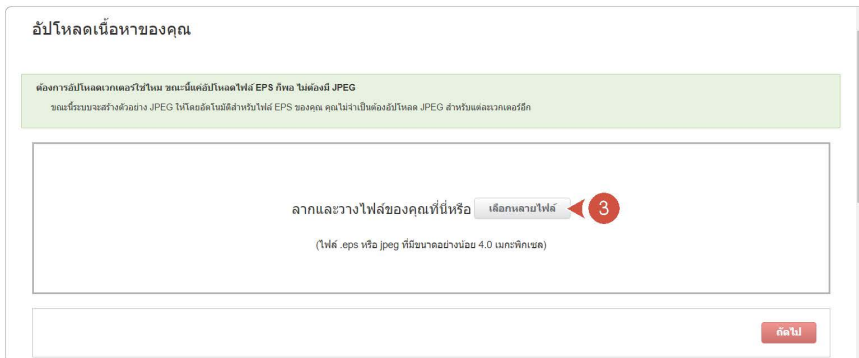 อัปโหลดเนื้อหาของคุณ
ต้องการอัปโหลดเวกเตอร์ใช่ไหม ขณะนี้แค่อัปโหลดไฟล์ EPS ก็พอ ไม่ต้องมี JPEG
ขณะนี้ระบบจะสร้างตัวอย่าง JPEG ให้โดยอัตโนมัติสำหรับไฟล์ EPS ของคุณ คุณไม่จำเป็นต้องอัปโหลด JPEG สำหรับแต่ละเวกเตอร์อีก
ลากและวางไฟล์ของคุณที่นี่หรือ เลือกหลายไฟล์ 3
(ไฟล์ .eps หรือ jpeg ที่มีขนาดอย่างน้อย 4.0 เมกะพิกเซล)
ถัดไป